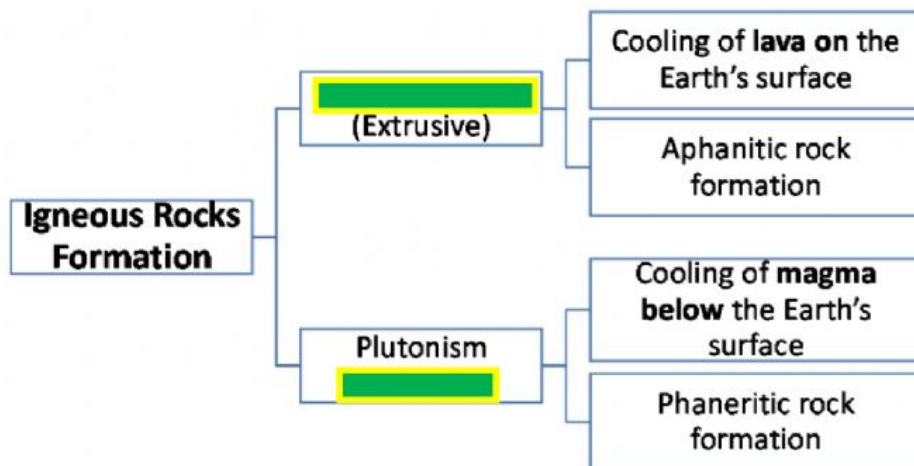 Igneous Rocks
Formation
(Extrusive)
Cooling of lava on the
Earth's surface
Aphanitic rock
formation
Plutonism
Cooling of magma
below the Earth's
surface
Phaneritic rock
formation